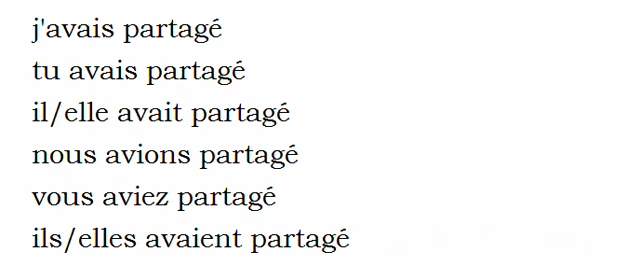 j'avais partagé
tu avais partagé
il/elle avait partagé
nous avions partagé
vous aviez partagé
ils/elles avaient partagé